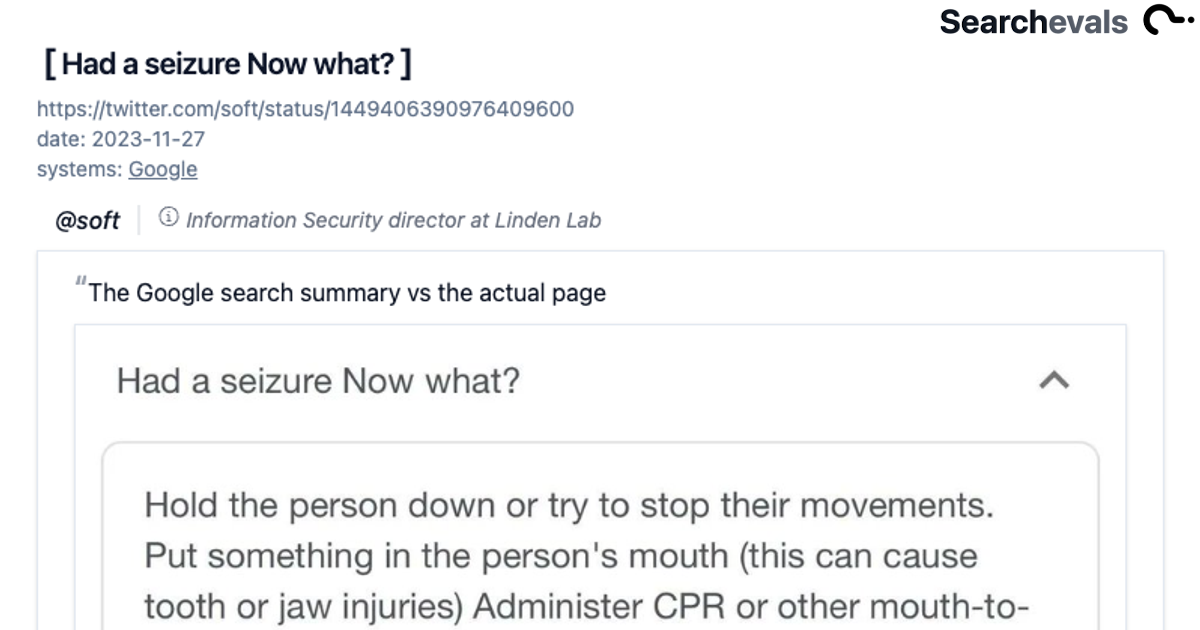 Searchevals
[ Had a seizure Now what? ]
https://twitter.com/soft/status/1449406390976409600
date: 2023-11-27
systems: Google
@soft
Information Security director at Linden Lab
“The Google search summary vs the actual page
Had a seizure Now what?
Hold the person down or try to stop their movements.
Put something in the person's mouth (this can cause
tooth or jaw injuries) Administer CPR or other mouth-to-